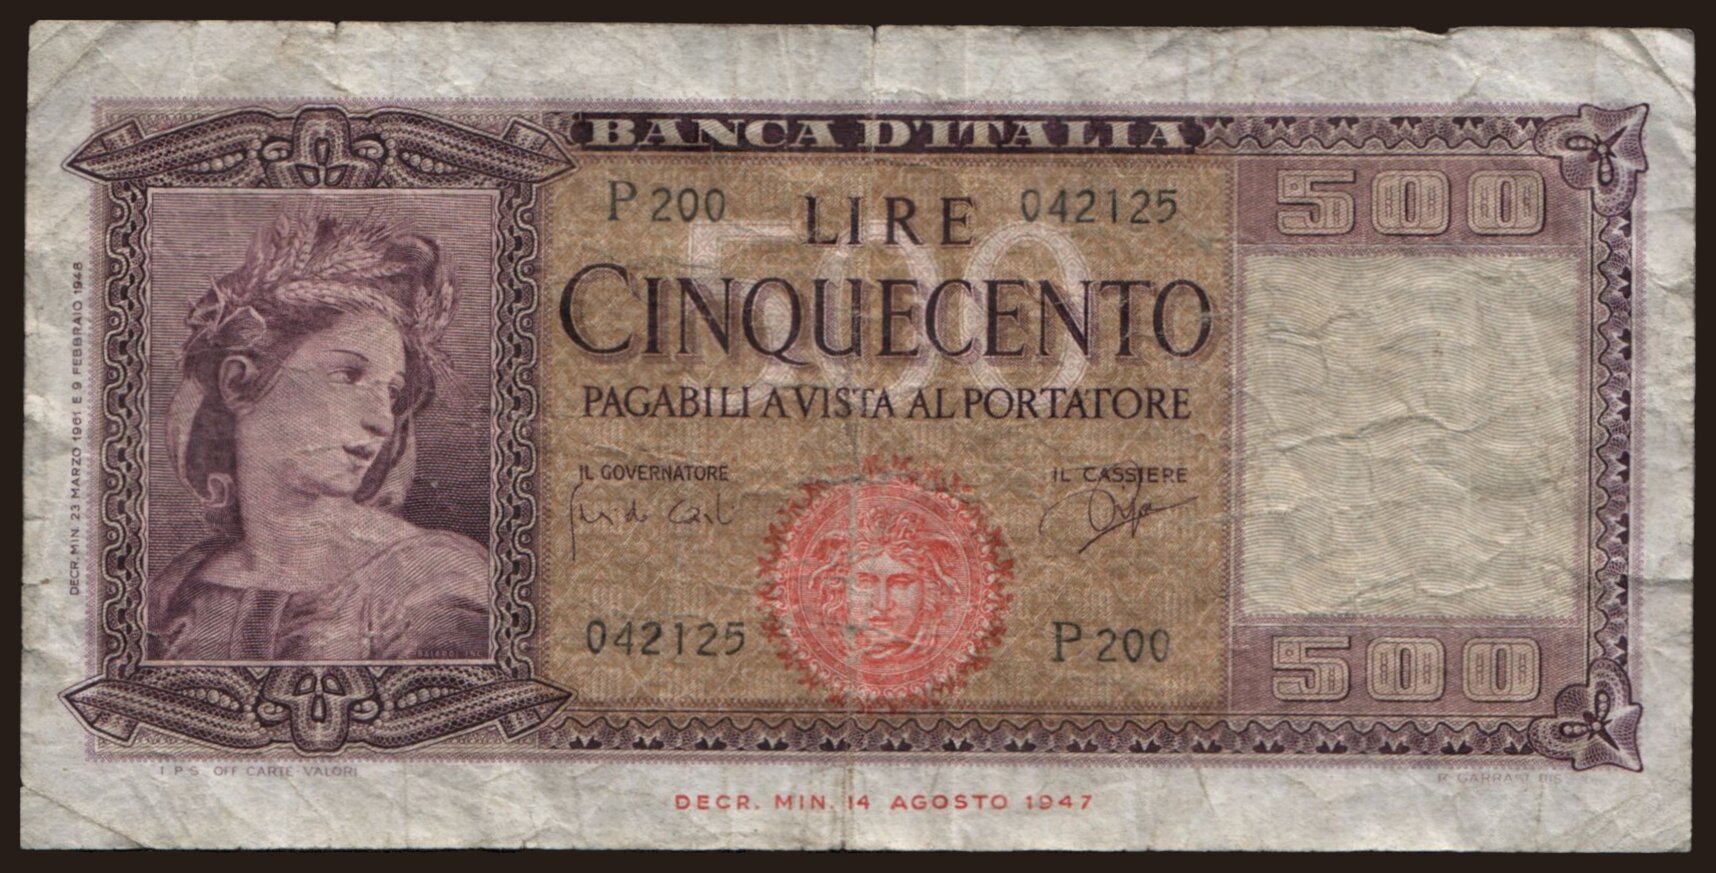 BANCA D'ITALIA
P 200 042125
LIRE
500
CINQUECENTO
500
PAGABILI A VISTA AL PORTATORE
IL GOVERNATORE
IL CASSIERE
042125 P 200
500
DECR. MIN. 23 MARZO 1961 E 9 FEBBRAIO 1948
I.P.S. OFF. CARTE-VALORI
DECR. MIN. 14 AGOSTO 1947